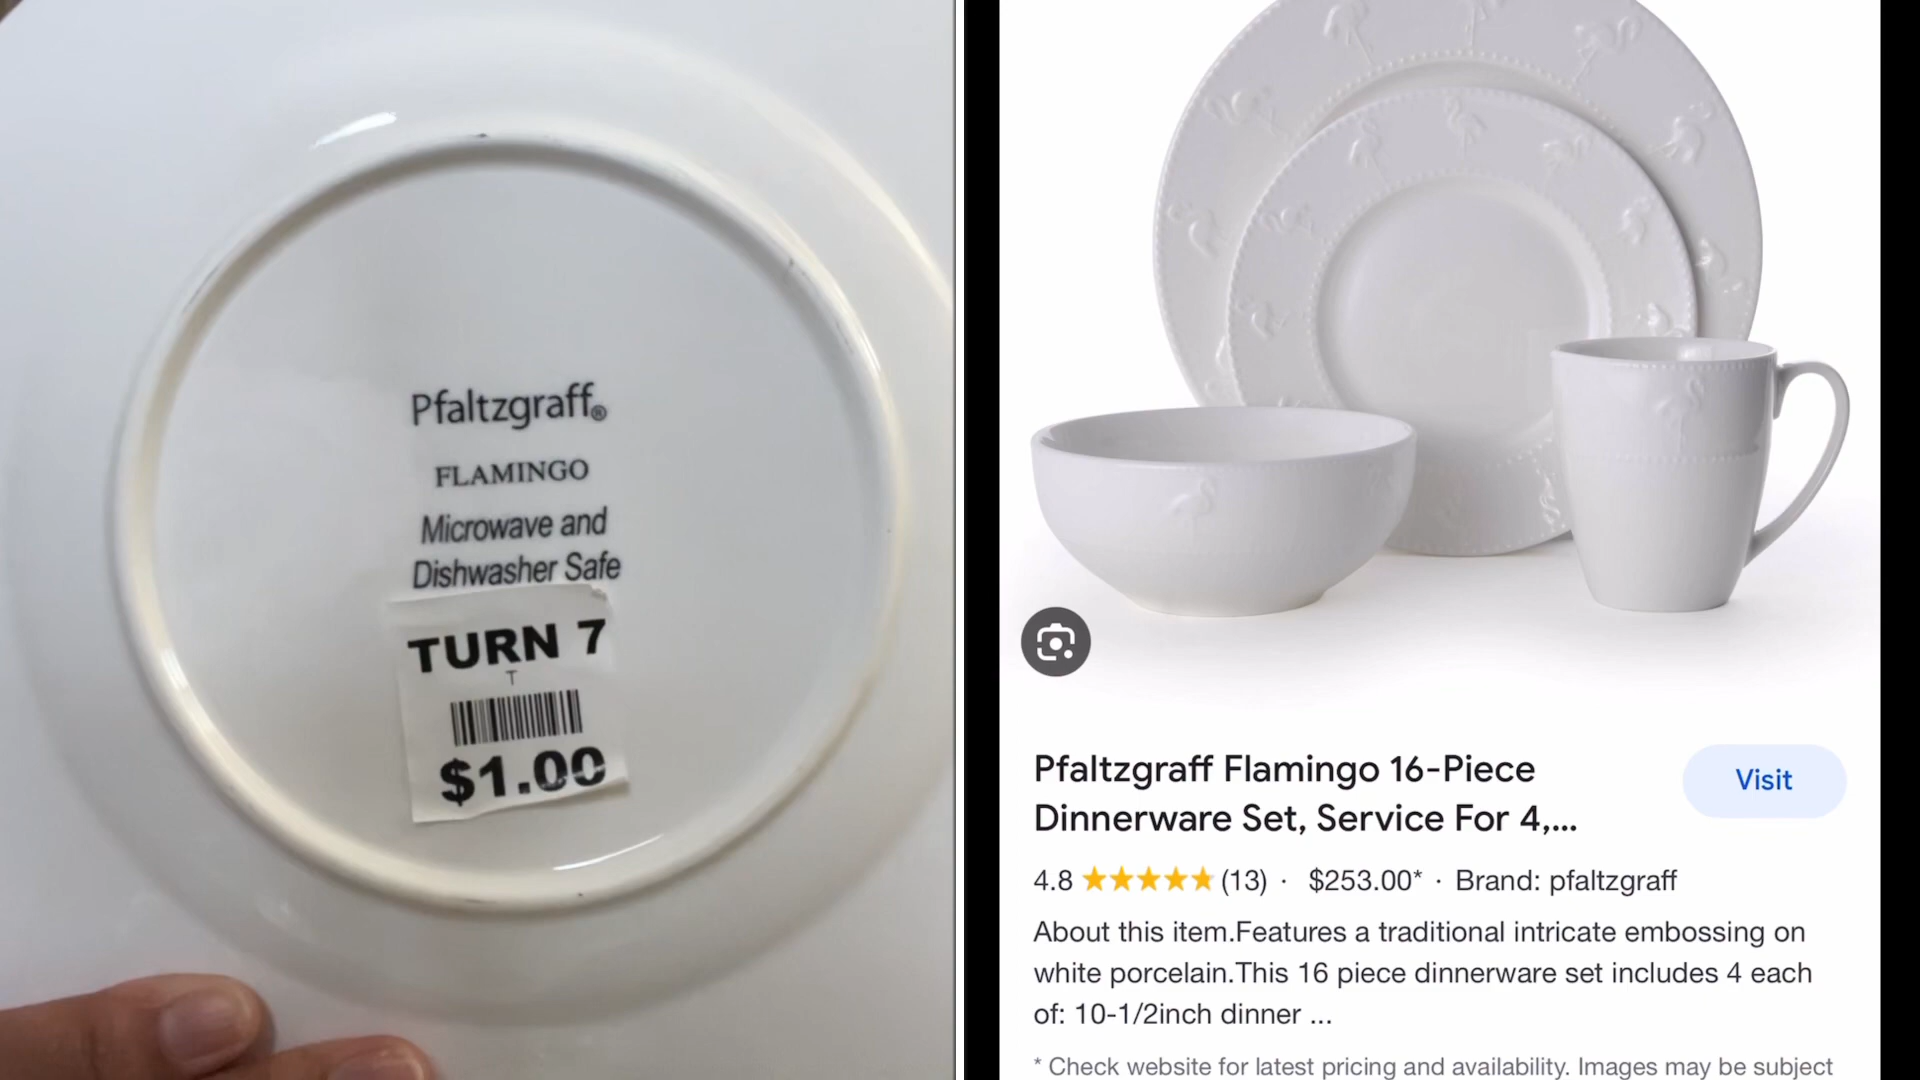 Pfaltzgraff®
FLAMINGO
Microwave and
Dishwasher Safe
TURN 7
T
$1.00
Pfaltzgraff Flamingo 16-Piece
Dinnerware Set, Service For 4,...
Visit
4.8 ★★★★★ (13) · $253.00* · Brand: pfaltzgraff
About this item.Features a traditional intricate embossing on
white porcelain.This 16 piece dinnerware set includes 4 each
of: 10-1/2inch dinner ...
* Check website for latest pricing and availability. Images may be subject